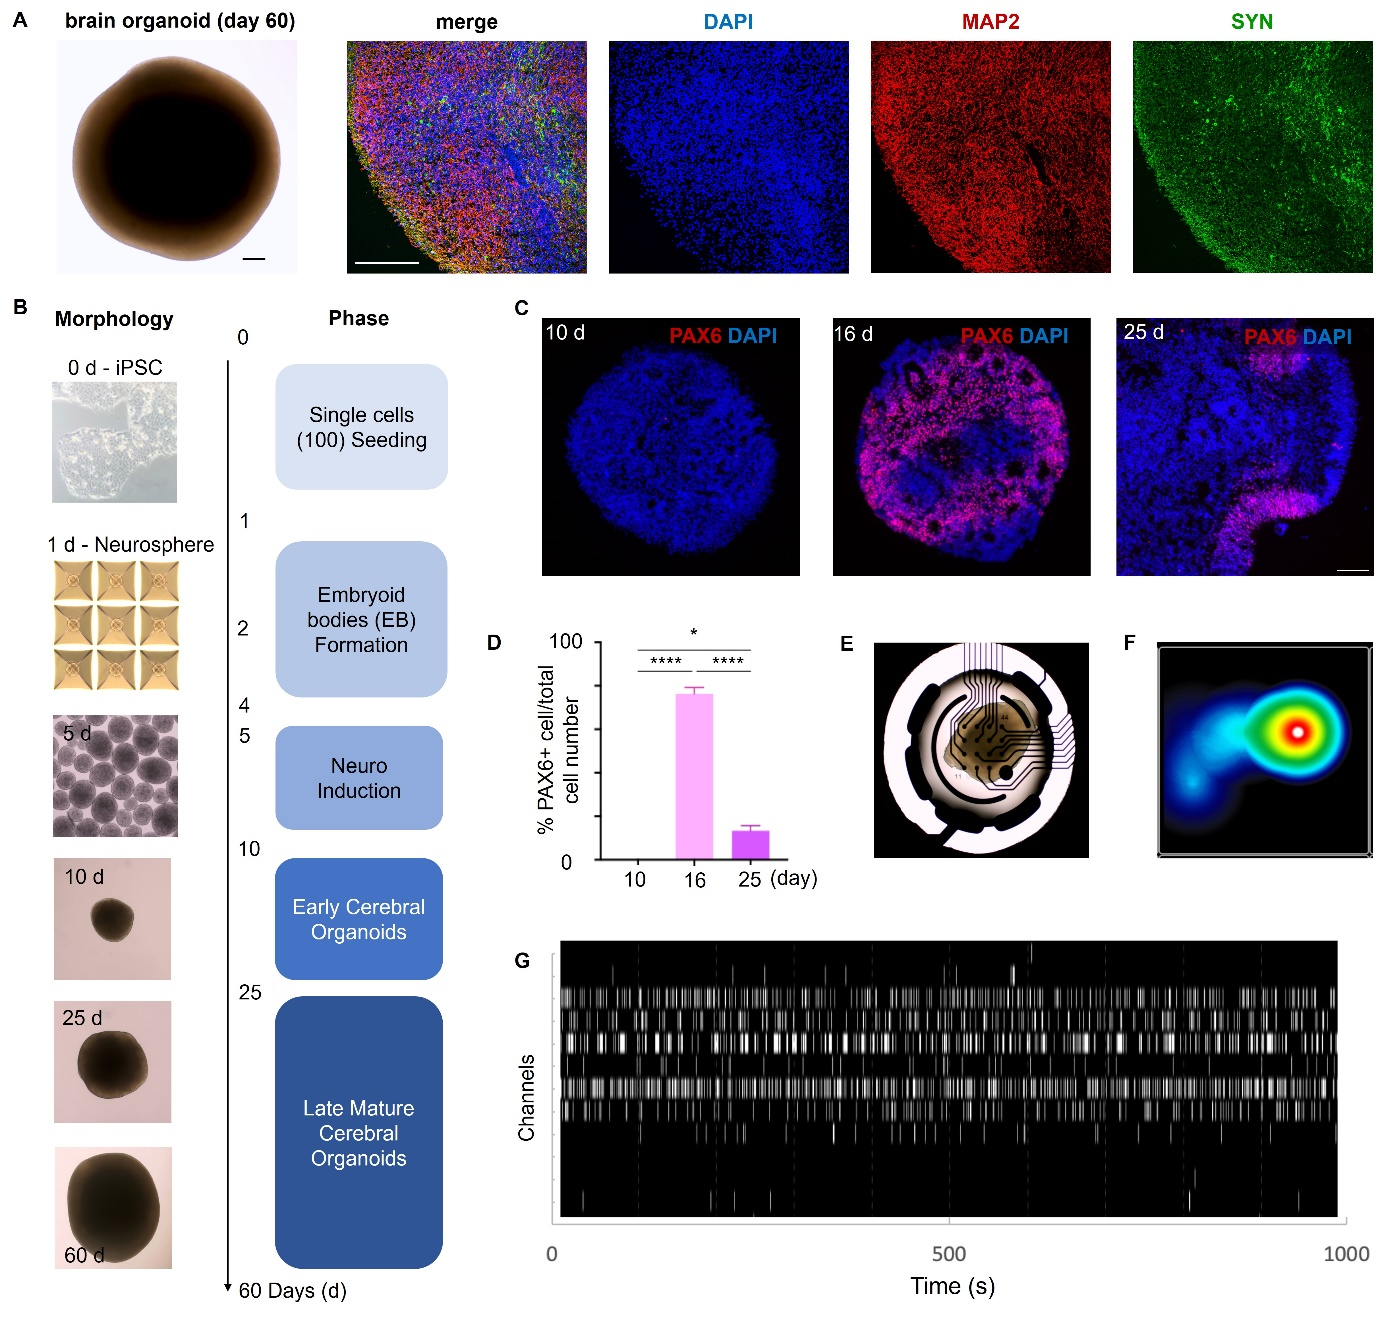 A
brain organoid (day 60)
merge
DAPI
MAP2
SYN
B
Morphology
Phase
0
0 d - iPSC
Single cells
(100) Seeding
1
1 d - Neurosphere
Embryoid
bodies (EB)
Formation
2
4
5
5 d
Neuro
Induction
10
10 d
Early Cerebral
Organoids
25
25 d
Late Mature
Cerebral
Organoids
60 d
60 Days (d)
C
10 d
PAX6 DAPI
16 d
PAX6 DAPI
25 d
PAX6 DAPI
D
% PAX6+ cell/total
cell number
100
0
*
****
****
10
16
25
(day)
E
44
11
F
G
Channels
0
500
1000
Time (s)